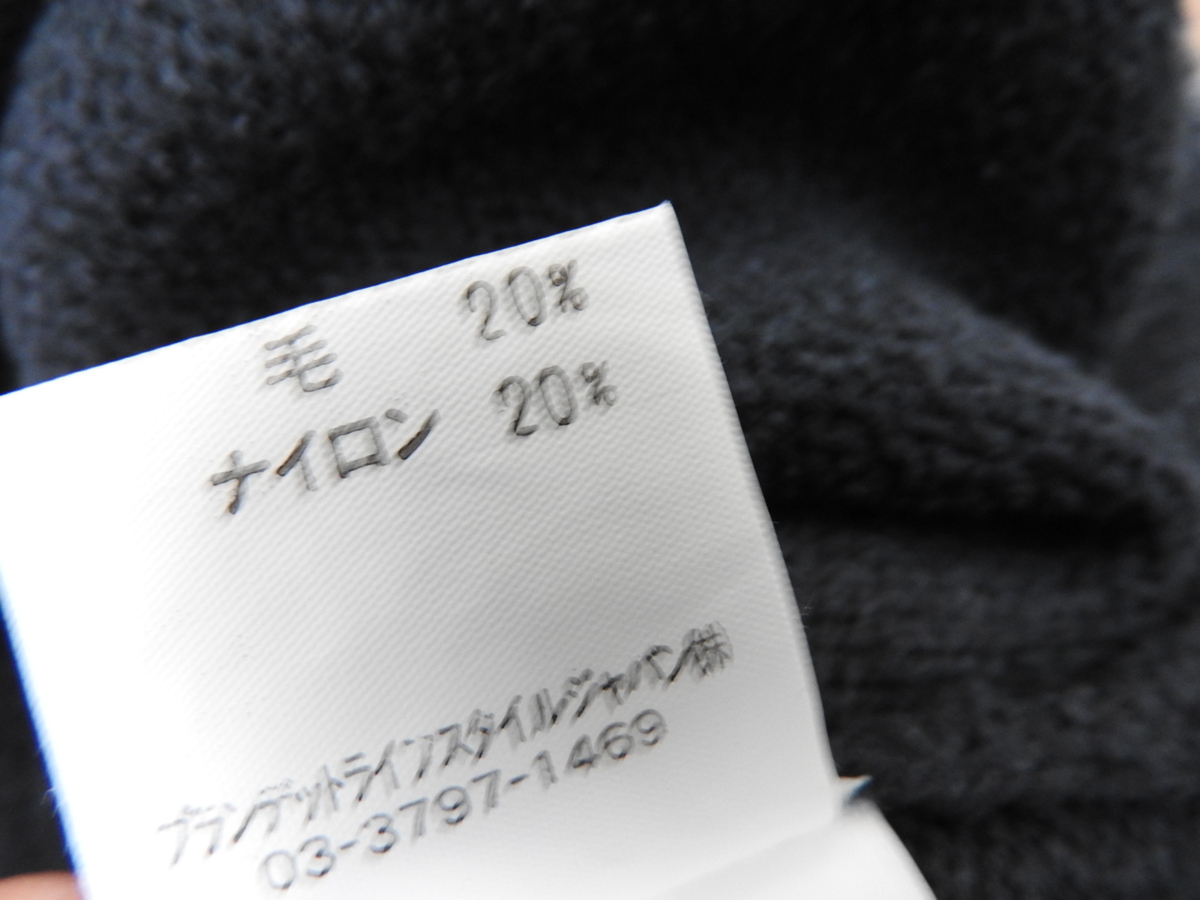 毛 20%
ナイロン 20%
ブランデットライフスタイルジャパン㈱
03-3797-1469